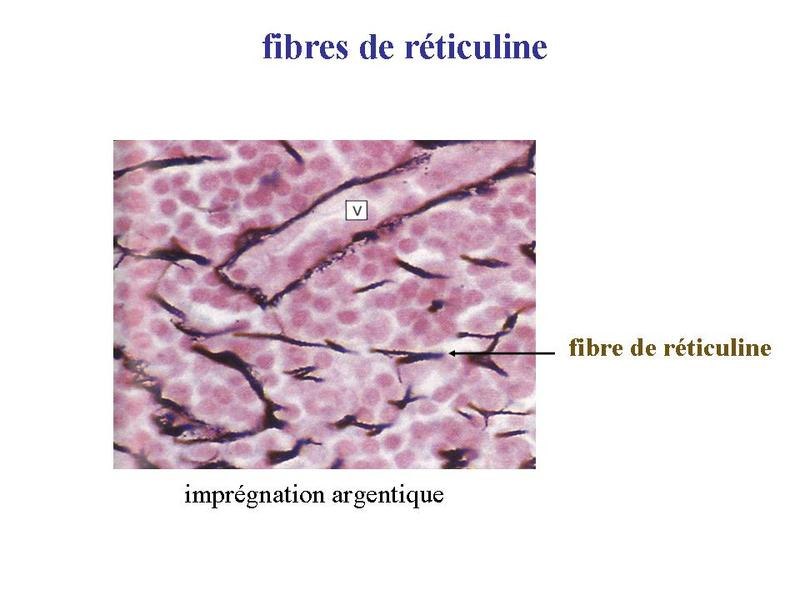 fibres de réticuline
V
fibre de réticuline
imprégnation argentique